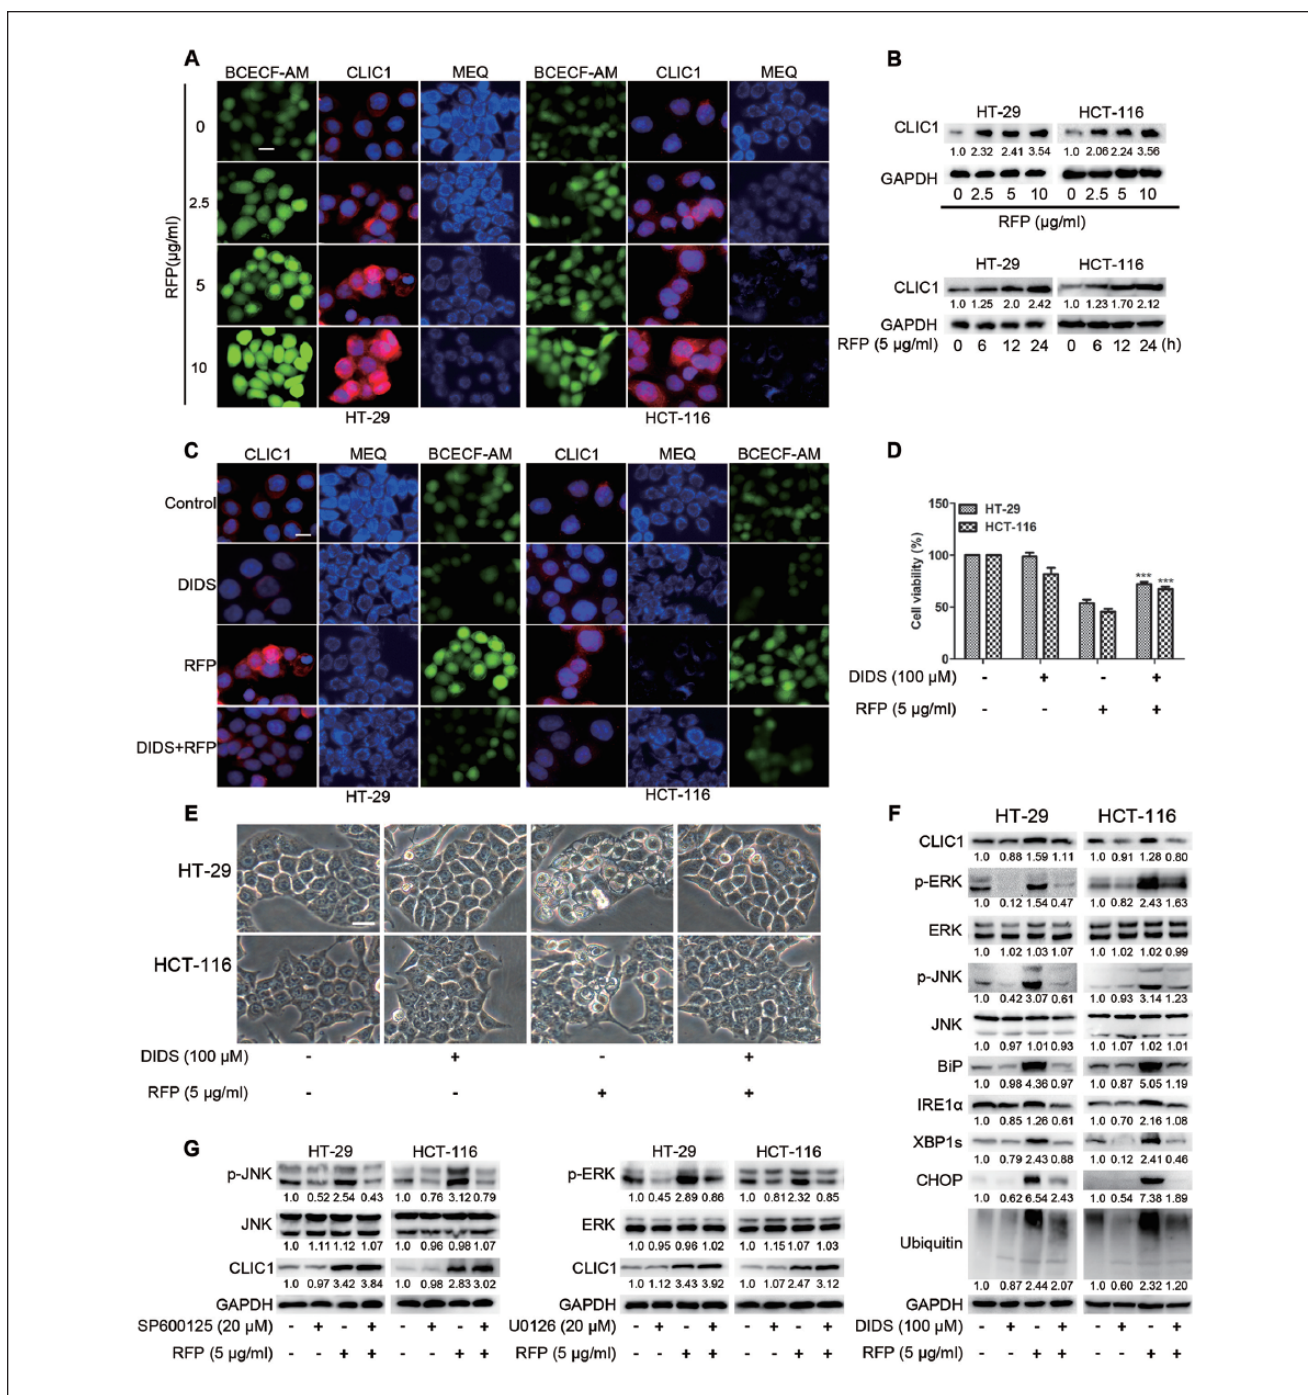 A
BCECF-AM CLIC1 MEQ BCECF-AM CLIC1 MEQ
RFP(µg/ml)
0
2.5
5
10
HT-29 HCT-116
B
HT-29 HCT-116
CLIC1
1.0 2.32 2.41 3.54 1.0 2.06 2.24 3.56
GAPDH
0 2.5 5 10 0 2.5 5 10
RFP (µg/ml)
HT-29 HCT-116
CLIC1
1.0 1.25 2.0 2.42 1.0 1.23 1.70 2.12
GAPDH
RFP (5 µg/ml) 0 6 12 24 0 6 12 24 (h)
C
CLIC1 MEQ BCECF-AM CLIC1 MEQ BCECF-AM
Control
DIDS
RFP
DIDS+RFP
HT-29 HCT-116
D
Cell viability (%)
150
100
50
0
HT-29
HCT-116
*** ***
DIDS (100 µM) - + - +
RFP (5 µg/ml) - - + +
E
HT-29
HCT-116
DIDS (100 µM) - + - +
RFP (5 µg/ml) - - + +
F
HT-29 HCT-116
CLIC1
1.0 0.88 1.59 1.11 1.0 0.91 1.28 0.80
p-ERK
1.0 0.12 1.54 0.47 1.0 0.82 2.43 1.63
ERK
1.0 1.02 1.03 1.07 1.0 1.02 1.02 0.99
p-JNK
1.0 0.42 3.07 0.61 1.0 0.93 3.14 1.23
JNK
1.0 0.97 1.01 0.93 1.0 1.07 1.02 1.01
BiP
1.0 0.98 4.36 0.97 1.0 0.87 5.05 1.19
IRE1α
1.0 0.85 1.26 0.61 1.0 0.70 2.16 1.08
XBP1s
1.0 0.79 2.43 0.88 1.0 0.12 2.41 0.46
CHOP
1.0 0.62 6.54 2.43 1.0 0.54 7.38 1.89
Ubiquitin
1.0 0.87 2.44 2.07 1.0 0.60 2.32 1.20
GAPDH
DIDS (100 µM) - + - + - + - +
RFP (5 µg/ml) - - + + - - + +
G
HT-29 HCT-116
p-JNK
1.0 0.52 2.54 0.43 1.0 0.76 3.12 0.79
JNK
1.0 1.11 1.12 1.07 1.0 0.96 0.98 1.07
CLIC1
1.0 0.97 3.42 3.84 1.0 0.98 2.83 3.02
GAPDH
SP600125 (20 µM) - + - + - + - +
RFP (5 µg/ml) - - + + - - + +
HT-29 HCT-116
p-ERK
1.0 0.45 2.89 0.86 1.0 0.81 2.32 0.85
ERK
1.0 0.95 0.96 1.02 1.0 1.15 1.07 1.03
CLIC1
1.0 1.12 3.43 3.92 1.0 1.07 2.47 3.12
GAPDH
U0126 (20 µM) - + - + - + - +
RFP (5 µg/ml) - - + + - - + +